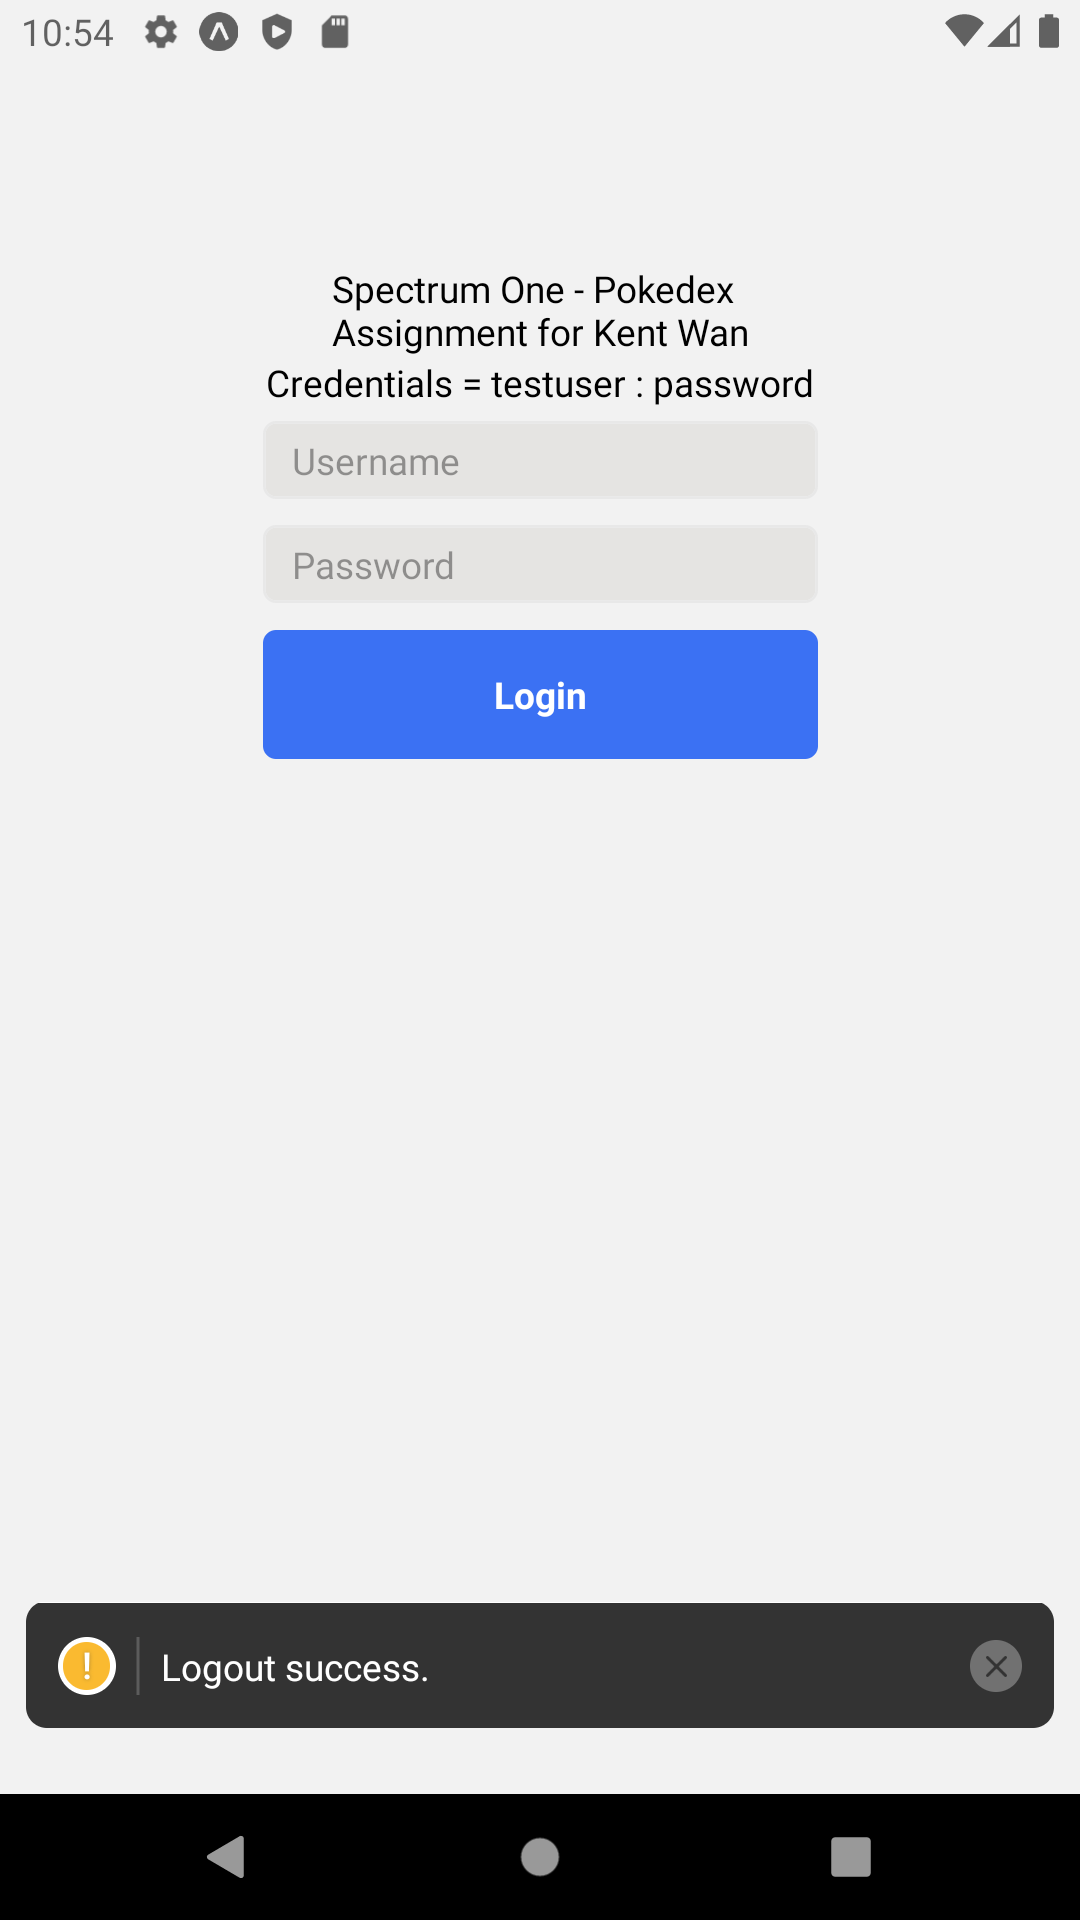 10:54
Spectrum One - Pokedex
Assignment for Kent Wan
Credentials = testuser : password
Username
Password
Login
Logout success.